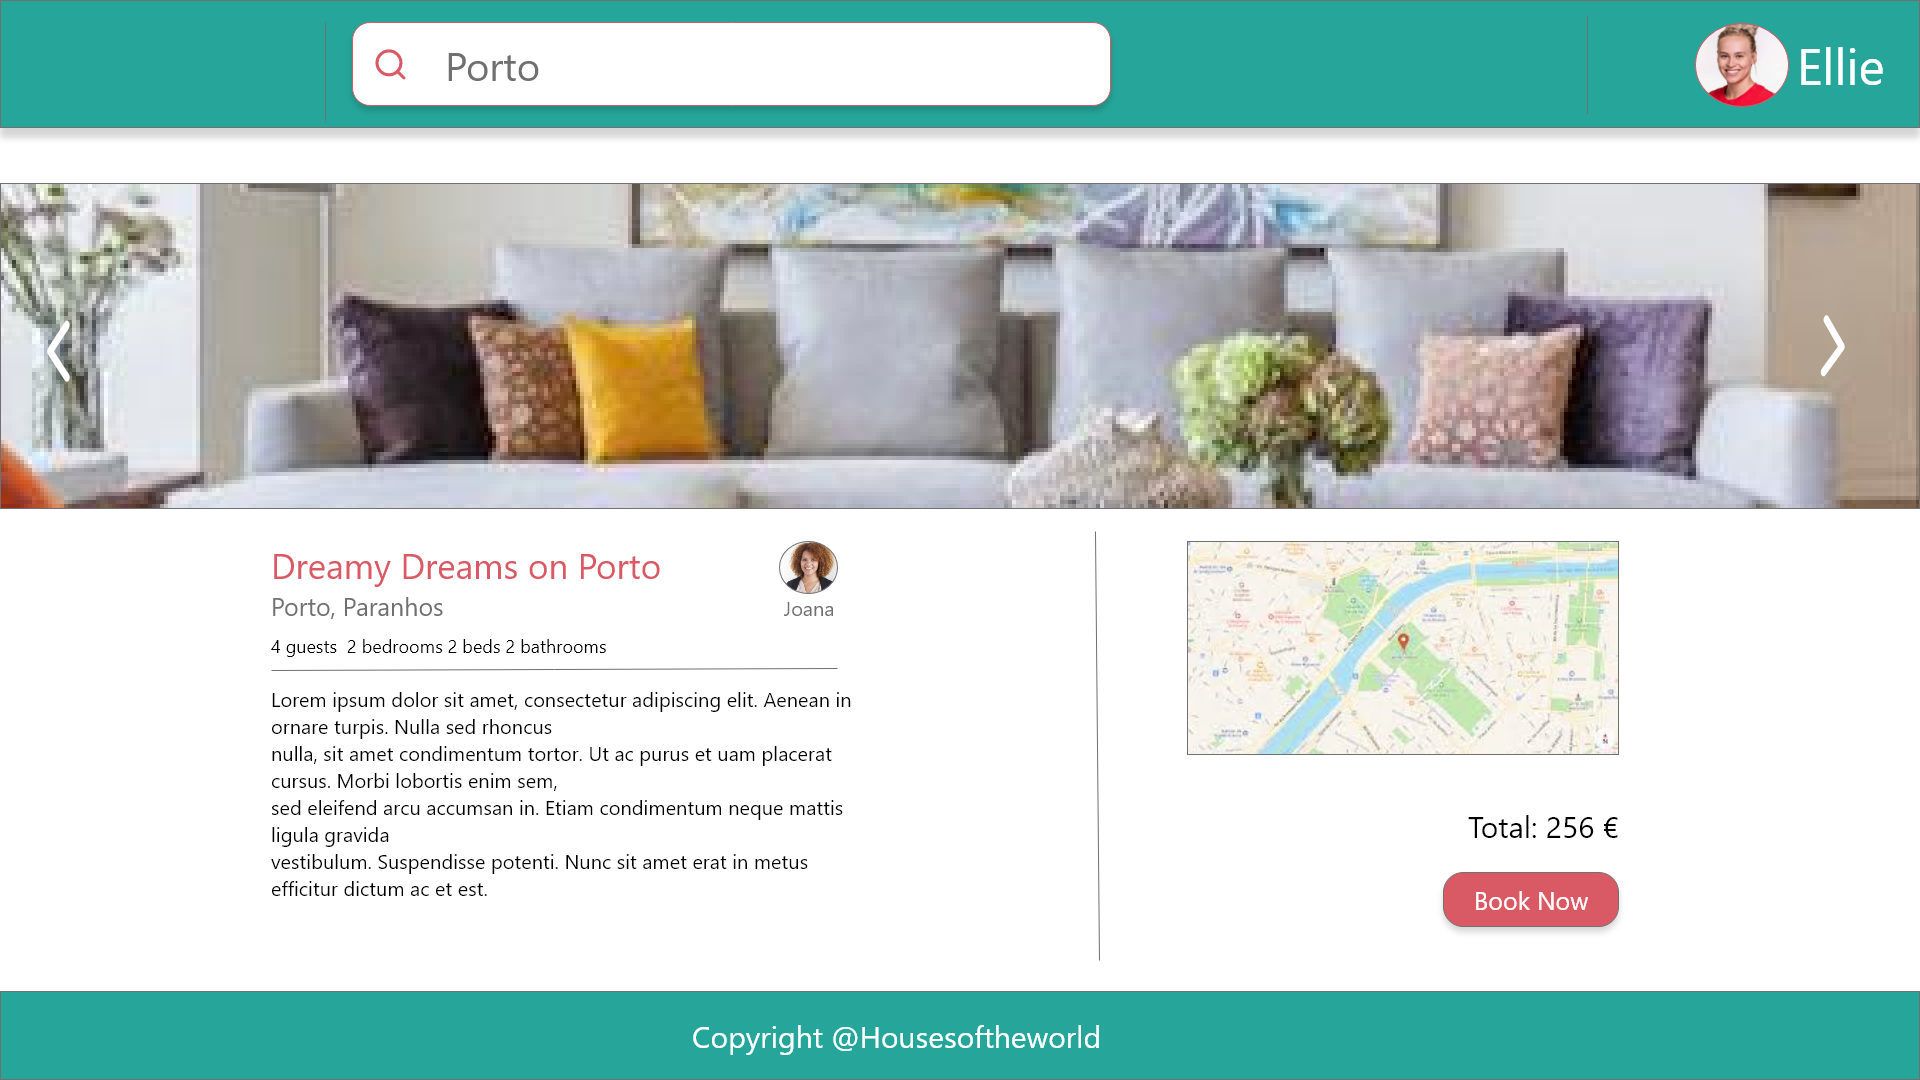 Porto
Ellie
Dreamy Dreams on Porto
Joana
Porto, Paranhos
4 guests  2 bedrooms 2 beds 2 bathrooms
Lorem ipsum dolor sit amet, consectetur adipiscing elit. Aenean in
ornare turpis. Nulla sed rhoncus
nulla, sit amet condimentum tortor. Ut ac purus et uam placerat
cursus. Morbi lobortis enim sem,
sed eleifend arcu accumsan in. Etiam condimentum neque mattis
ligula gravida
vestibulum. Suspendisse potenti. Nunc sit amet erat in metus
efficitur dictum ac et est.
Total: 256 €
Book Now
Copyright @Housesoftheworld